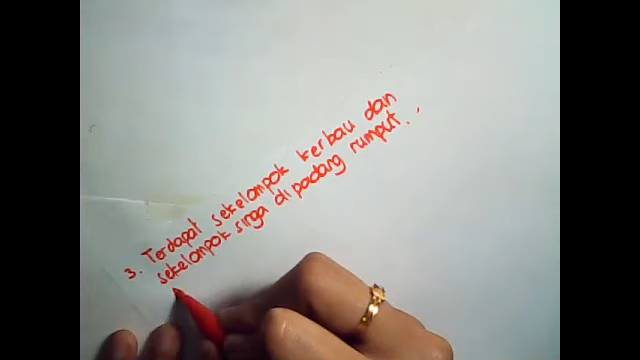 3. Terdapat sekelompok kerbau dan
sekelompok singa di padang rumput.